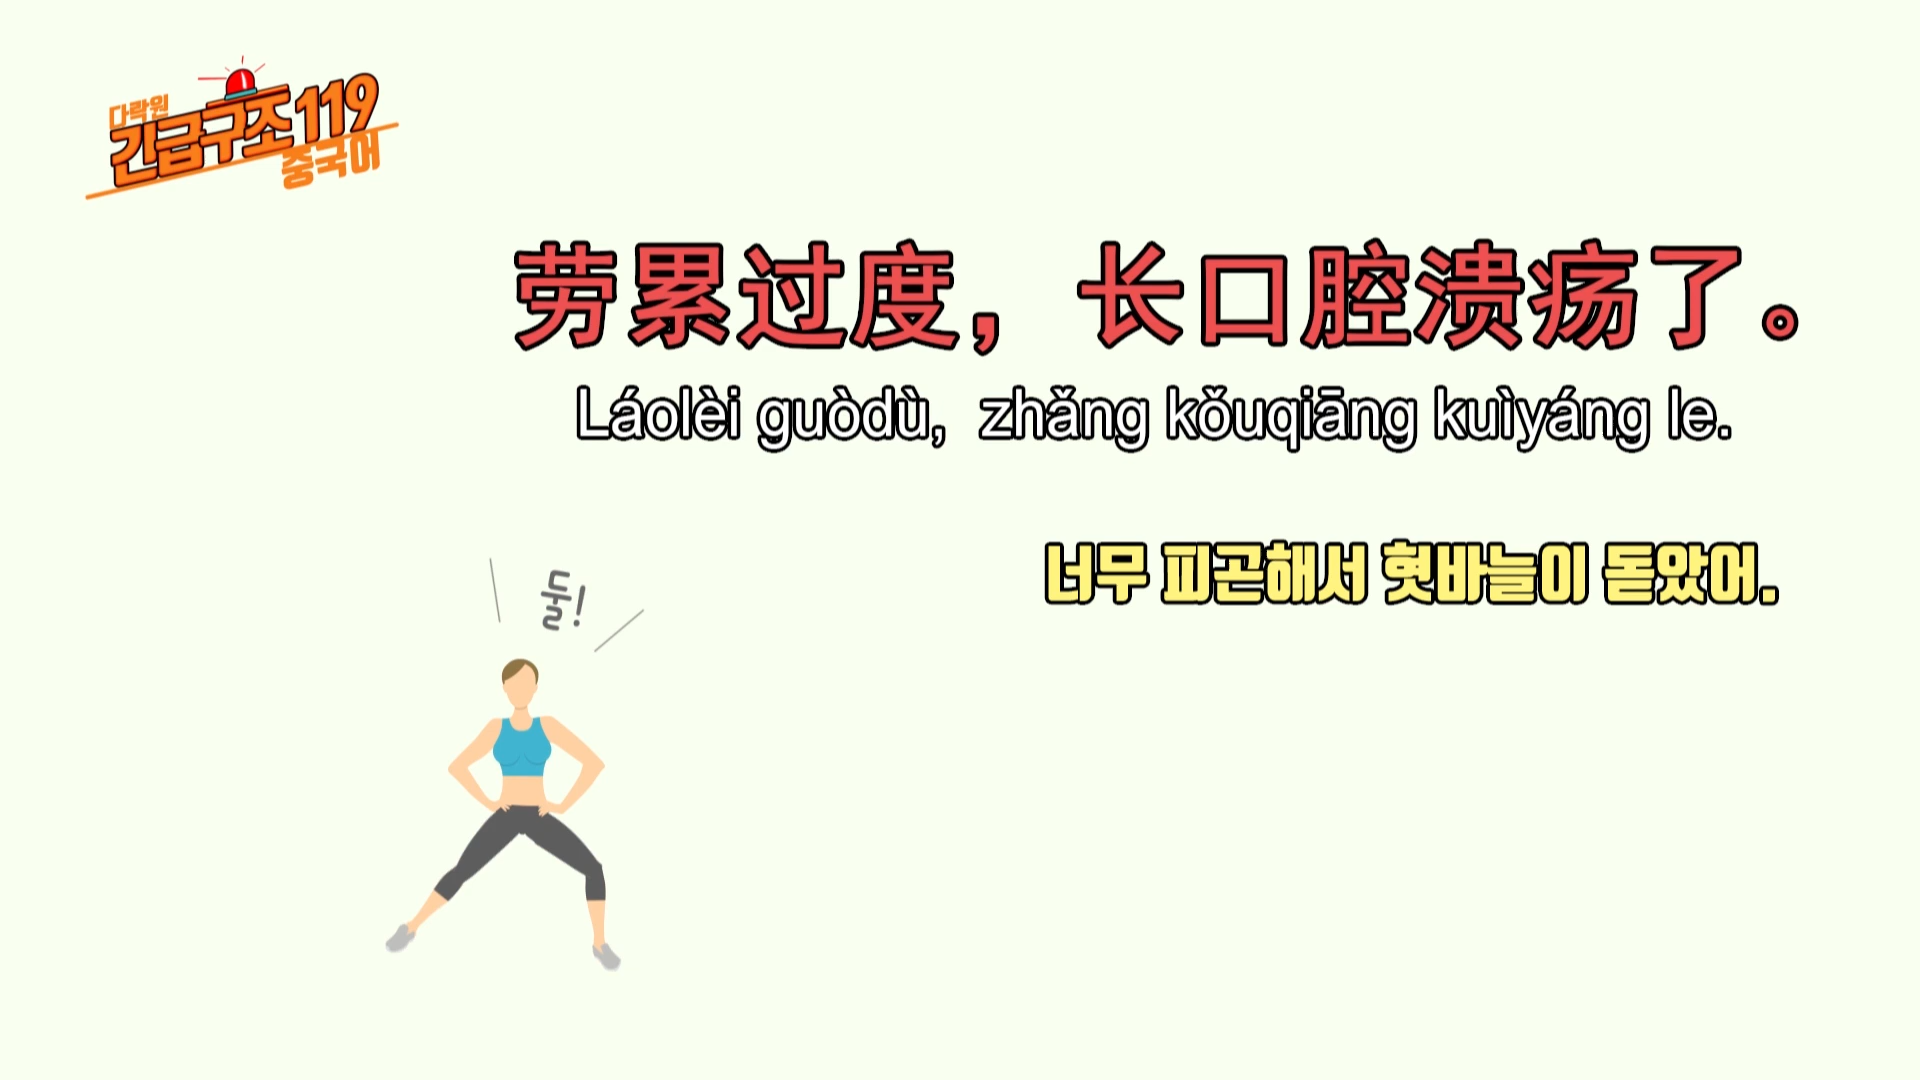 다락원
긴급구조119
중국어
劳累过度，长口腔溃疡了。
Láolèi guòdù, zhǎng kǒuqiāng kuìyáng le.
너무 피곤해서 혓바늘이 돋았어.
둘!